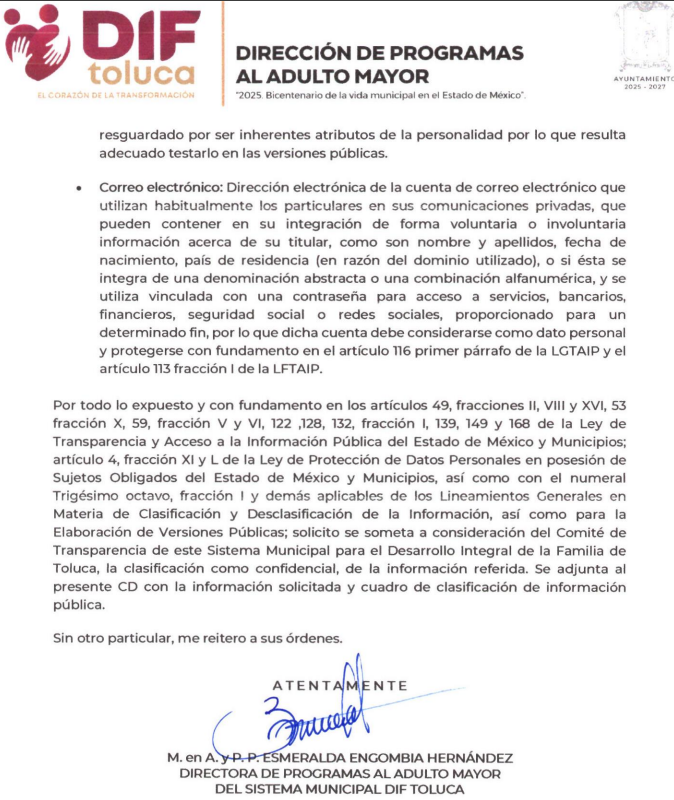 DIF
toluca
EL CORAZÓN DE LA TRANSFORMACIÓN
DIRECCIÓN DE PROGRAMAS
AL ADULTO MAYOR
"2025. Bicentenario de la vida municipal en el Estado de México".
AYUNTAMIENTO
2025 - 2027
resguardado por ser inherentes atributos de la personalidad por lo que resulta
adecuado testarlo en las versiones públicas.
• Correo electrónico: Dirección electrónica de la cuenta de correo electrónico que
utilizan habitualmente los particulares en sus comunicaciones privadas, que
pueden contener en su integración de forma voluntaria o involuntaria
información acerca de su titular, como son nombre y apellidos, fecha de
nacimiento, país de residencia (en razón del dominio utilizado), o si ésta se
integra de una denominación abstracta o una combinación alfanumérica, y se
utiliza vinculada con una contraseña para acceso a servicios, bancarios,
financieros, seguridad social o redes sociales, proporcionado para un
determinado fin, por lo que dicha cuenta debe considerarse como dato personal
y protegerse con fundamento en el artículo 116 primer párrafo de la LGTAIP y el
artículo 113 fracción I de la LFTAIP.
Por todo lo expuesto y con fundamento en los artículos 49, fracciones II, VIII y XVI, 53
fracción X, 59, fracción V y VI, 122 ,128, 132, fracción I, 139, 149 y 168 de la Ley de
Transparencia y Acceso a la Información Pública del Estado de México y Municipios;
artículo 4, fracción XI y L de la Ley de Protección de Datos Personales en posesión de
Sujetos Obligados del Estado de México y Municipios, así como con el numeral
Trigésimo octavo, fracción I y demás aplicables de los Lineamientos Generales en
Materia de Clasificación y Desclasificación de la Información, así como para la
Elaboración de Versiones Públicas; solicito se someta a consideración del Comité de
Transparencia de este Sistema Municipal para el Desarrollo Integral de la Familia de
Toluca, la clasificación como confidencial, de la información referida. Se adjunta al
presente CD con la información solicitada y cuadro de clasificación de información
pública.
Sin otro particular, me reitero a sus órdenes.
ATENTAMENTE
M. en A. y P. P. ESMERALDA ENGOMBIA HERNÁNDEZ
DIRECTORA DE PROGRAMAS AL ADULTO MAYOR
DEL SISTEMA MUNICIPAL DIF TOLUCA